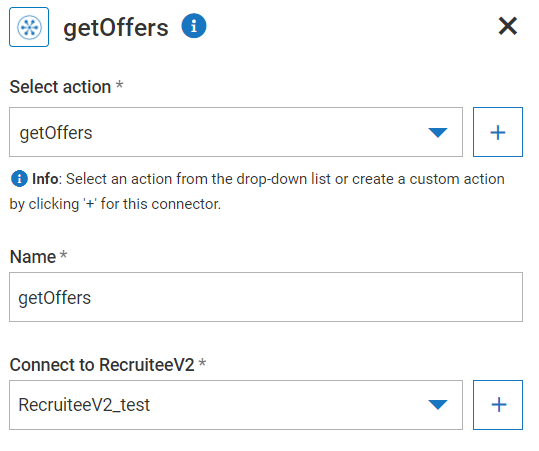 getOffers i
Select action *
getOffers
+
i Info: Select an action from the drop-down list or create a custom action
by clicking '+' for this connector.
Name *
getOffers
Connect to RecruiteeV2 *
RecruiteeV2_test
+